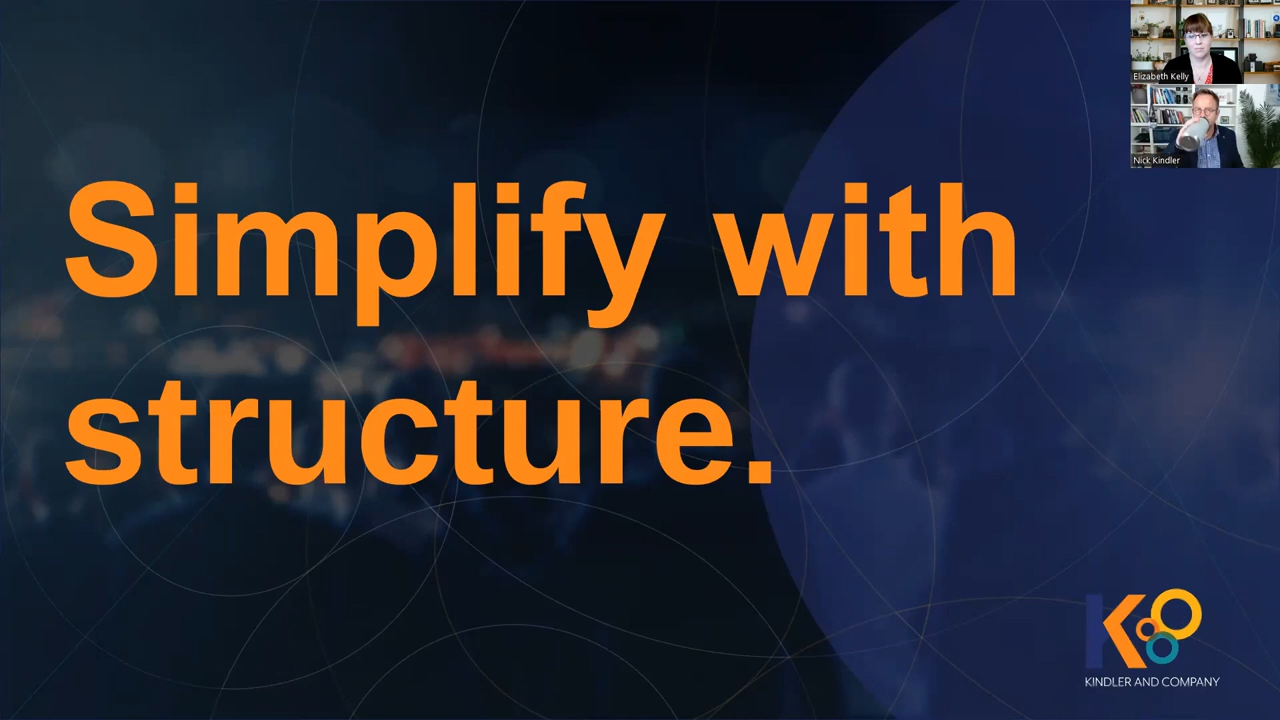 Simplify with
structure.
Elizabeth Kelly
Nick Kindler
K
KINDLER AND COMPANY